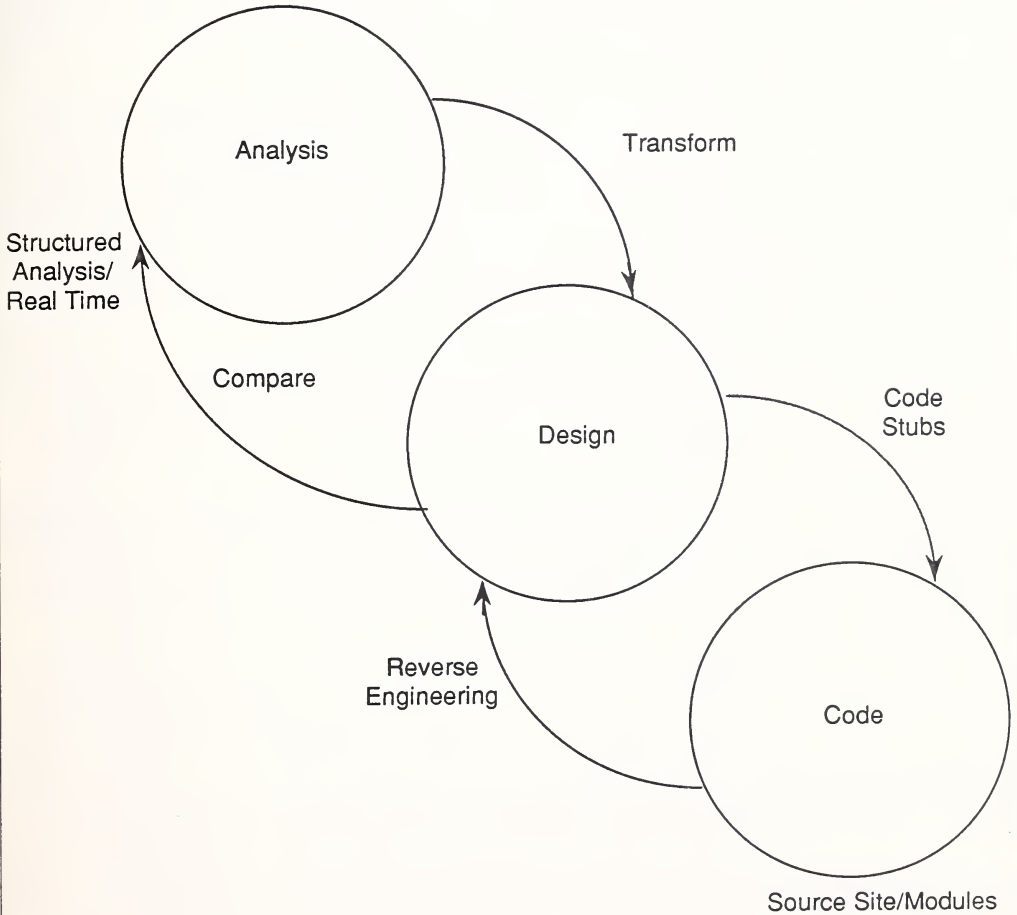 Analysis
Transform
Structured
Analysis/
Real Time
Compare
Code
Stubs
Design
Reverse
Engineering
Code
Source Site/Modules